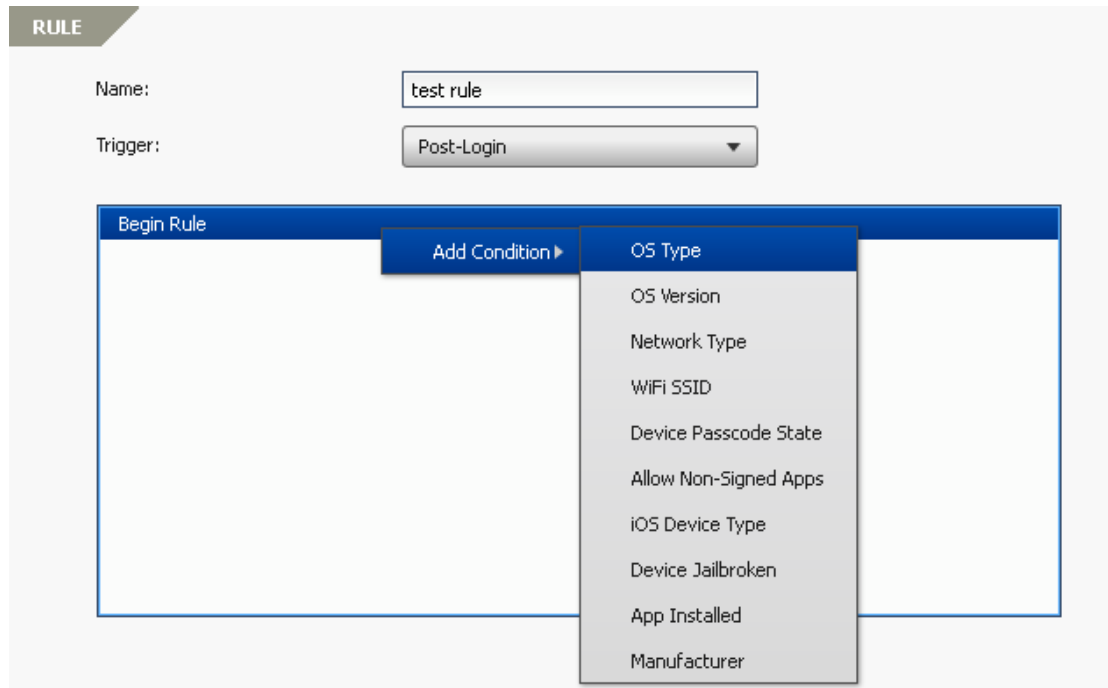 RULE
Name:
test rule
Trigger:
Post-Login
Begin Rule
Add Condition
OS Type
OS Version
Network Type
WiFi SSID
Device Passcode State
Allow Non-Signed Apps
iOS Device Type
Device Jailbroken
App Installed
Manufacturer